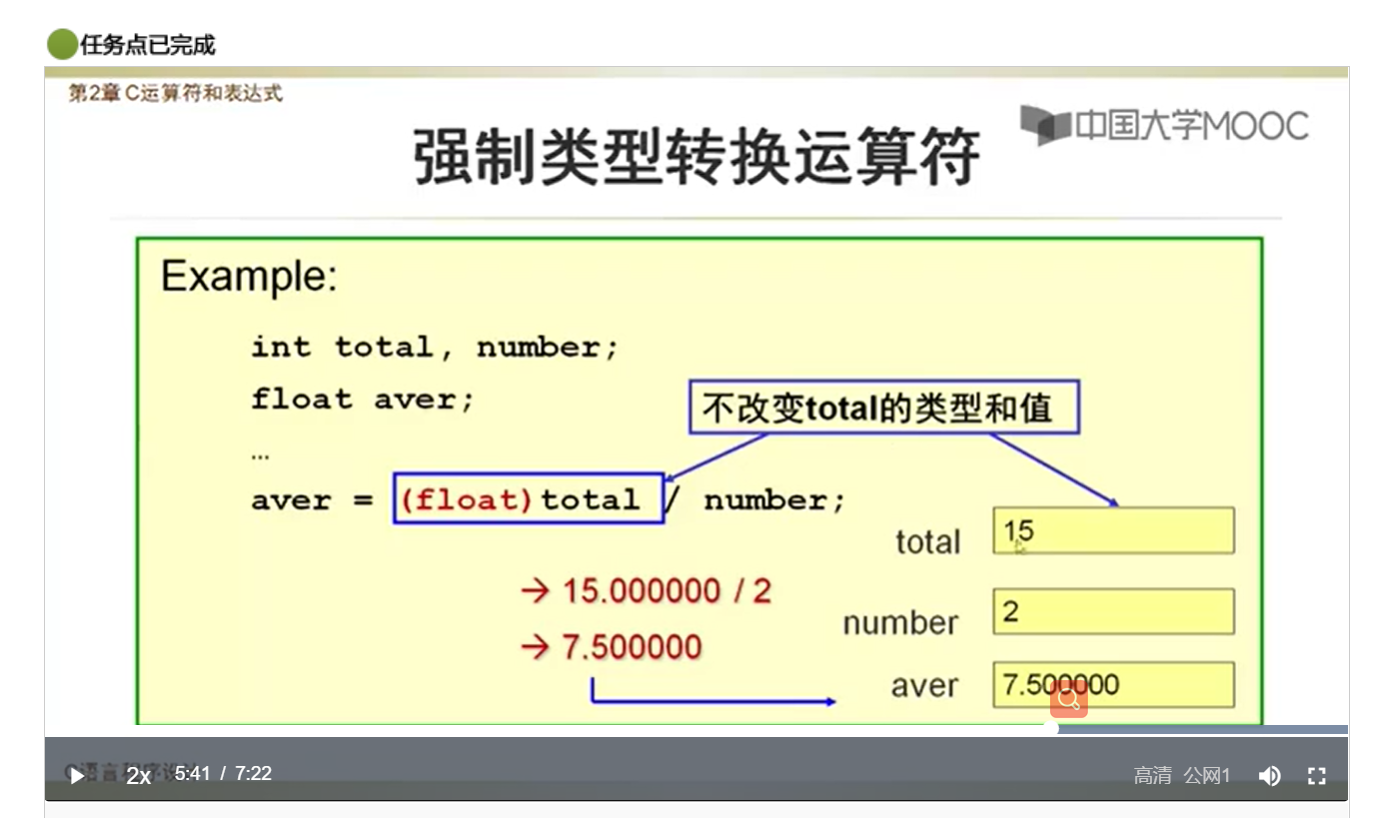 任务点已完成
第2章 C运算符和表达式
中国大学MOOC
强制类型转换运算符
Example:
int total, number;
float aver;
不改变total的类型和值
…
aver = (float)total / number;
total 15
→ 15.000000 / 2
number 2
→ 7.500000
aver 7.500000
C语言程序设计
2x 5:41 / 7:22 高清 公网1